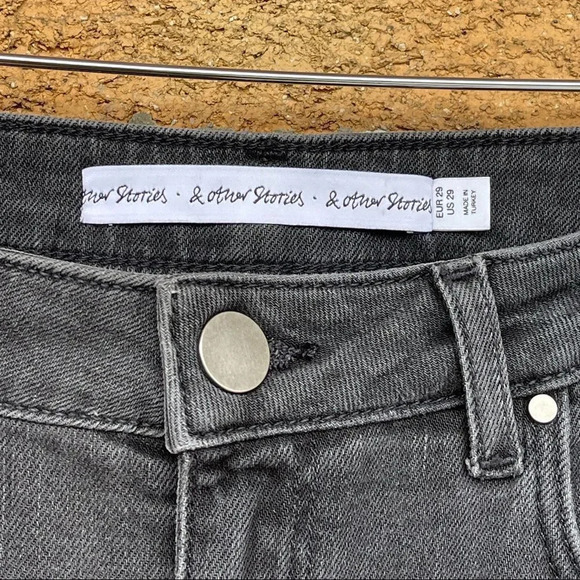 other Stories · & other Stories · & other Stories
EUR 29
US 29
MADE IN
TURKEY